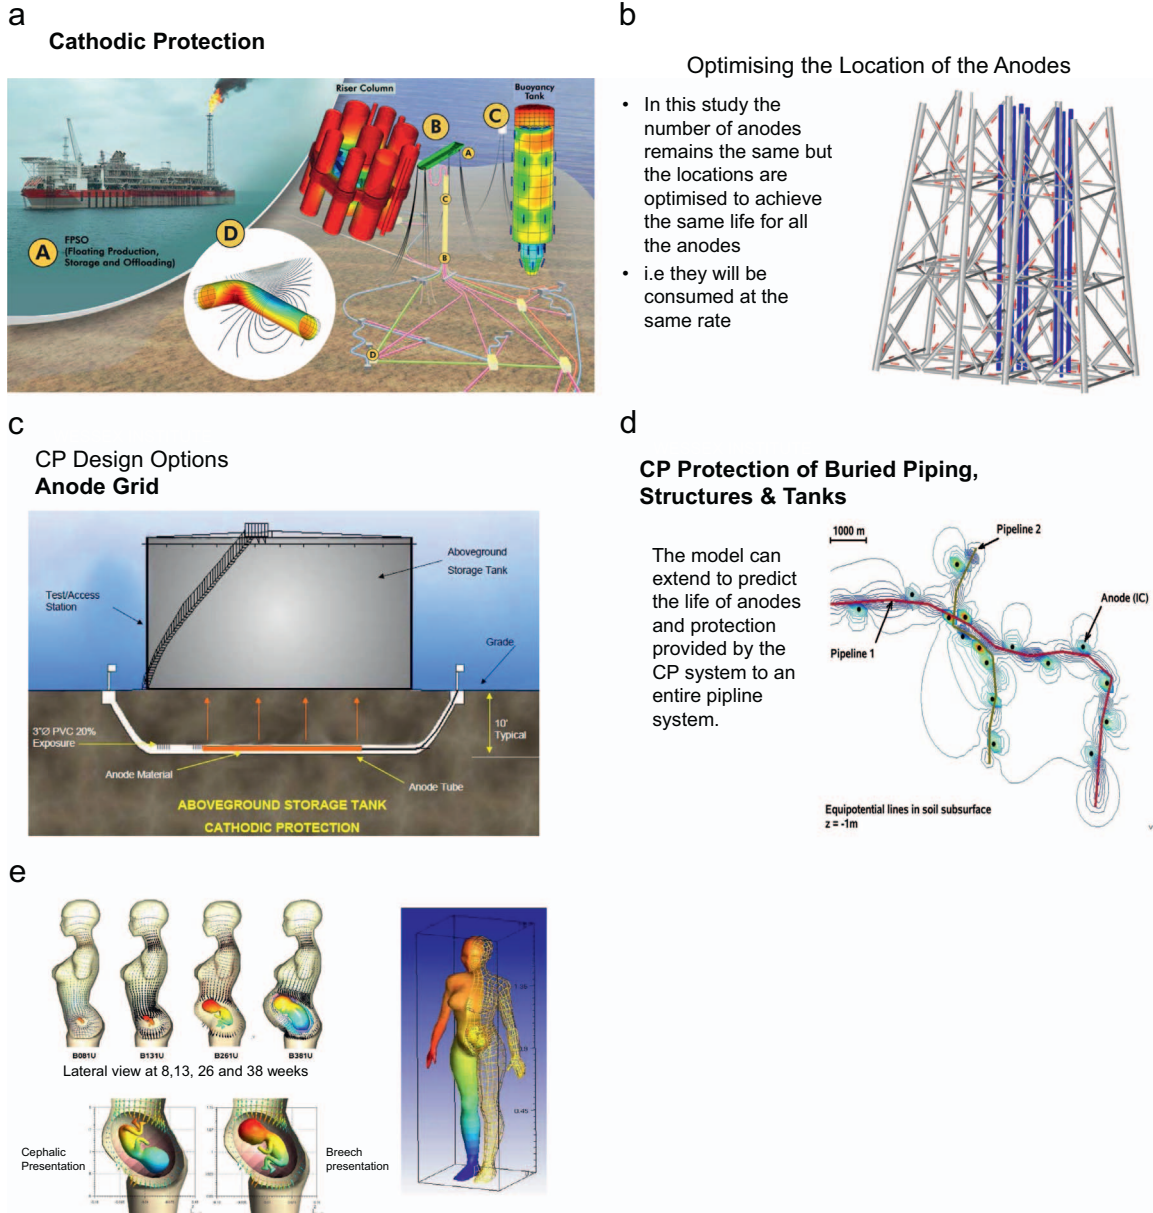 a
Cathodic Protection
Riser Column
Buoyancy
Tank
B
C
A
C
B
D
D
A
FPSO
(Floating Production,
Storage and Offloading)
b
Optimising the Location of the Anodes
• In this study the
number of anodes
remains the same but
the locations are
optimised to achieve
the same life for all
the anodes
• i.e they will be
consumed at the
same rate
c
CP Design Options
Anode Grid
Aboveground
Storage Tank
Test/Access
Station
Grade
3"Ø PVC 20%
Exposure
10'
Typical
Anode Material
Anode Tube
ABOVEGROUND STORAGE TANK
CATHODIC PROTECTION
d
CP Protection of Buried Piping,
Structures & Tanks
The model can
extend to predict
the life of anodes
and protection
provided by the
CP system to an
entire pipline
system.
1000 m
Pipeline 2
Anode (IC)
Pipeline 1
Equipotential lines in soil subsurface
z = -1m
e
B081U B131U B261U B381U
Lateral view at 8,13, 26 and 38 weeks
Cephalic
Presentation
Breech
presentation